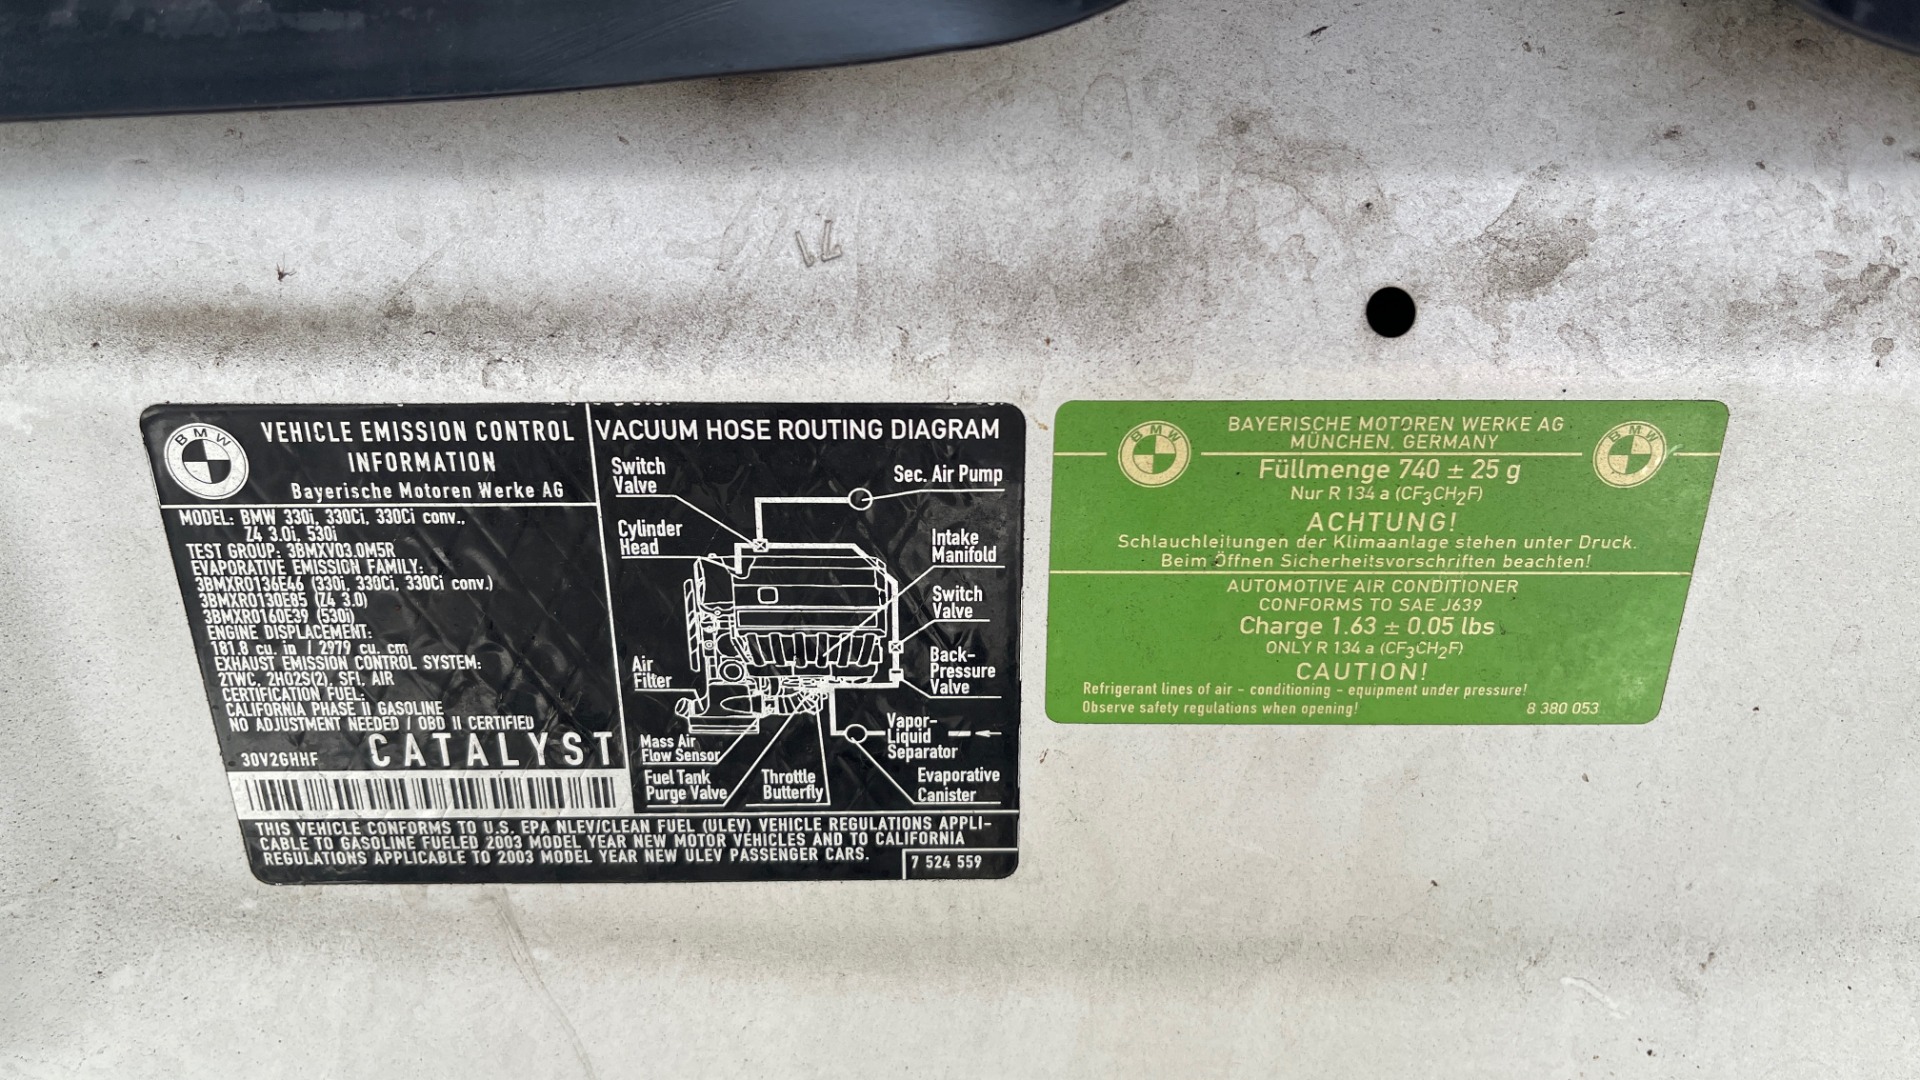 BMW
VEHICLE EMISSION CONTROL
INFORMATION
Bayerische Motoren Werke AG
MODEL: BMW 330i, 330Ci, 330Ci conv.,
Z4 3.0i, 530i
TEST GROUP: 3BMXV03.0M5R
EVAPORATIVE EMISSION FAMILY:
3BMXR0136E46 (330i, 330Ci, 330Ci conv.)
3BMXR0130E85 (Z4 3.0)
3BMXR0160E39 (530i)
ENGINE DISPLACEMENT:
181.8 cu. in / 2979 cu. cm
EXHAUST EMISSION CONTROL SYSTEM:
2TWC, 2HO2S(2), SFI, AIR
CERTIFICATION FUEL:
CALIFORNIA PHASE II GASOLINE
NO ADJUSTMENT NEEDED / OBD II CERTIFIED
30V2GHHF CATALYST
VACUUM HOSE ROUTING DIAGRAM
Switch
Valve
Sec. Air Pump
Cylinder
Head
Intake
Manifold
Switch
Valve
Air
Filter
Back-
Pressure
Valve
Mass Air
Flow Sensor
Vapor-
Liquid
Separator
Fuel Tank
Purge Valve
Throttle
Butterfly
Evaporative
Canister
THIS VEHICLE CONFORMS TO U.S. EPA NLEV/CLEAN FUEL (ULEV) VEHICLE REGULATIONS APPLI-
CABLE TO GASOLINE FUELED 2003 MODEL YEAR NEW MOTOR VEHICLES AND TO CALIFORNIA
REGULATIONS APPLICABLE TO 2003 MODEL YEAR NEW ULEV PASSENGER CARS.
7 524 559
BMW
BMW
BAYERISCHE MOTOREN WERKE AG
MÜNCHEN. GERMANY
Füllmenge 740 ± 25 g
Nur R 134 a (CF₃CH₂F)
ACHTUNG!
Schlauchleitungen der Klimaanlage stehen unter Druck.
Beim Öffnen Sicherheitsvorschriften beachten!
AUTOMOTIVE AIR CONDITIONER
CONFORMS TO SAE J639
Charge 1.63 ± 0.05 lbs
ONLY R 134 a (CF₃CH₂F)
CAUTION!
Refrigerant lines of air - conditioning - equipment under pressure!
Observe safety regulations when opening!
8 380 053